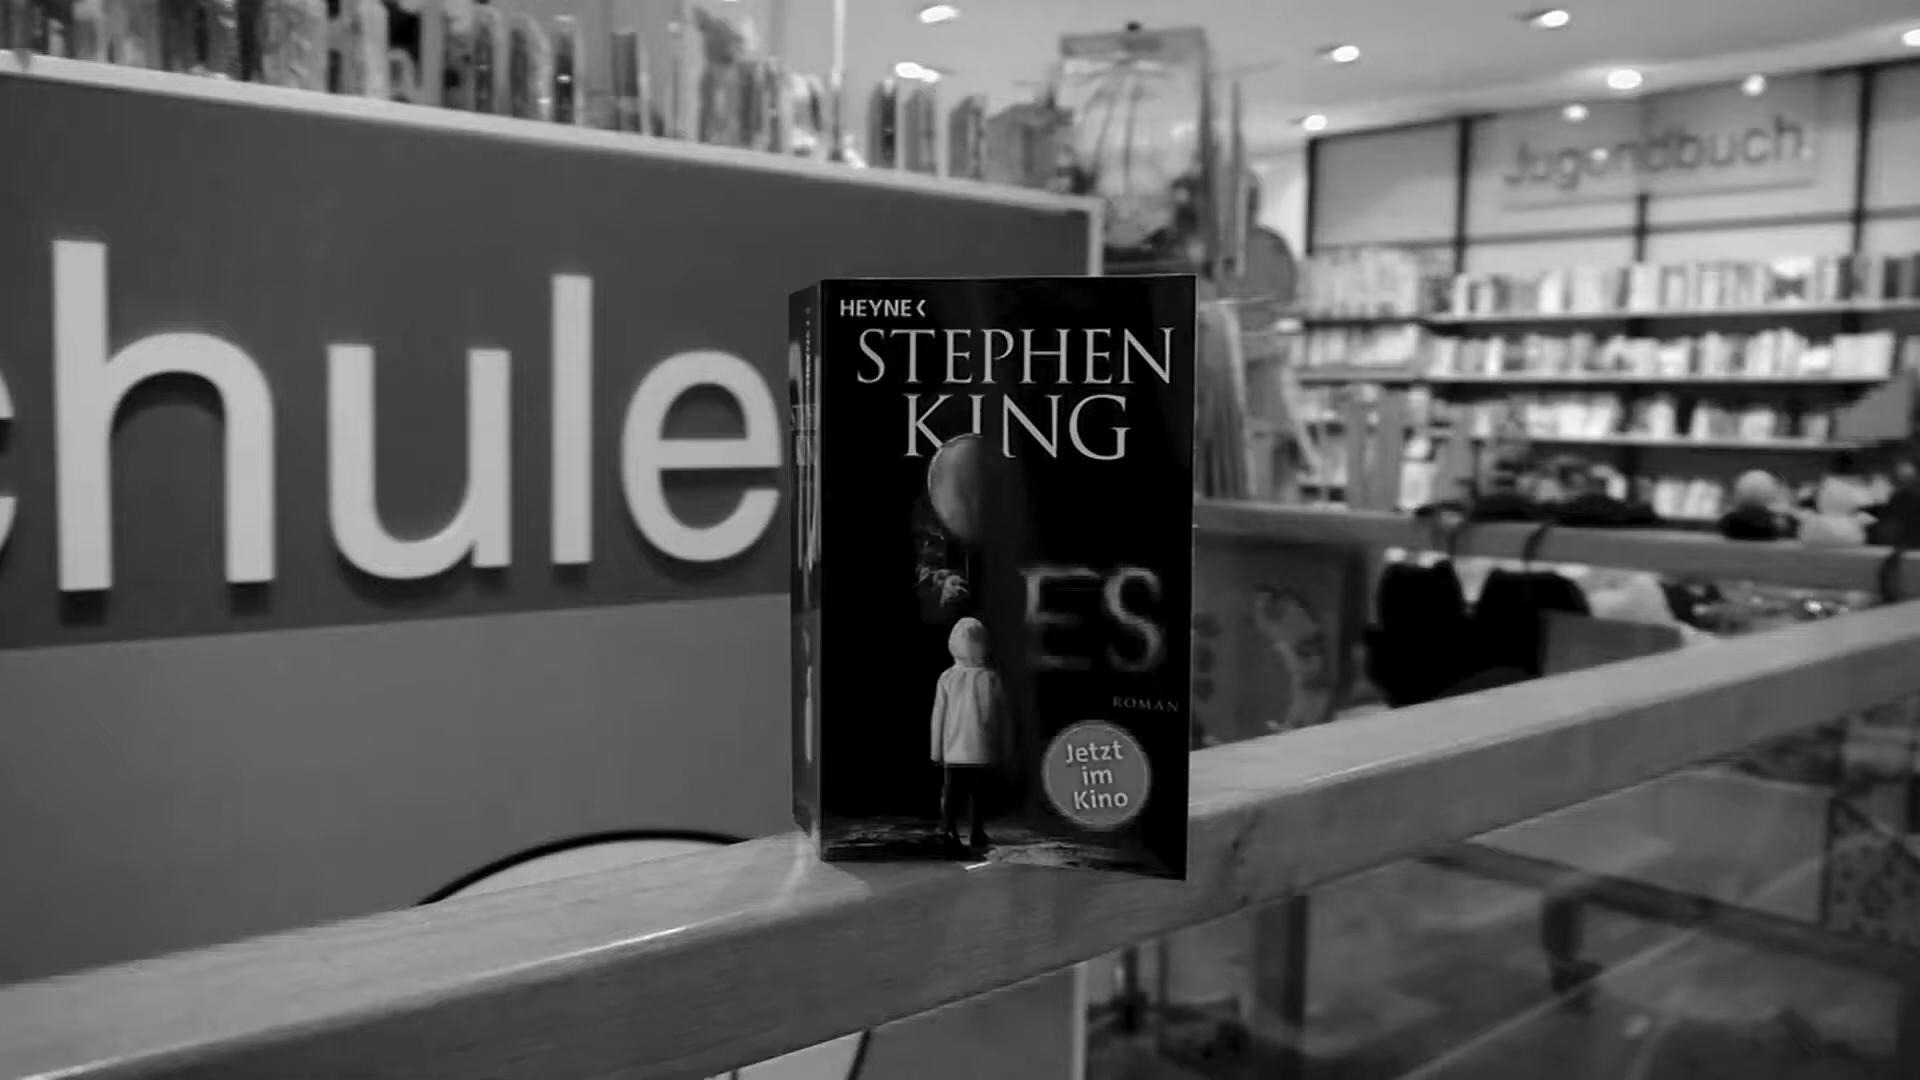 Jugendbuch.
chule
HEYNE<
STEPHEN
KING
ES
ROMAN
Jetzt
im
Kino